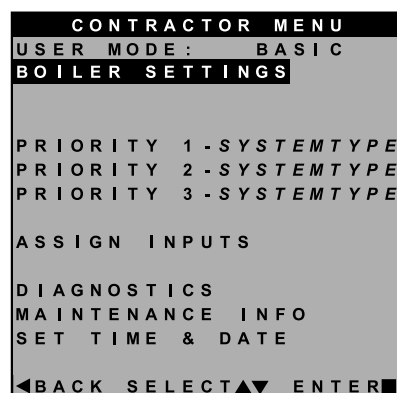 CONTRACTOR MENU
USER MODE: BASIC
BOILER SETTINGS
PRIORITY 1-SYSTEMTYPE
PRIORITY 2-SYSTEMTYPE
PRIORITY 3-SYSTEMTYPE
ASSIGN INPUTS
DIAGNOSTICS
MAINTENANCE INFO
SET TIME & DATE
◀BACK SELECT▲▼ ENTER■